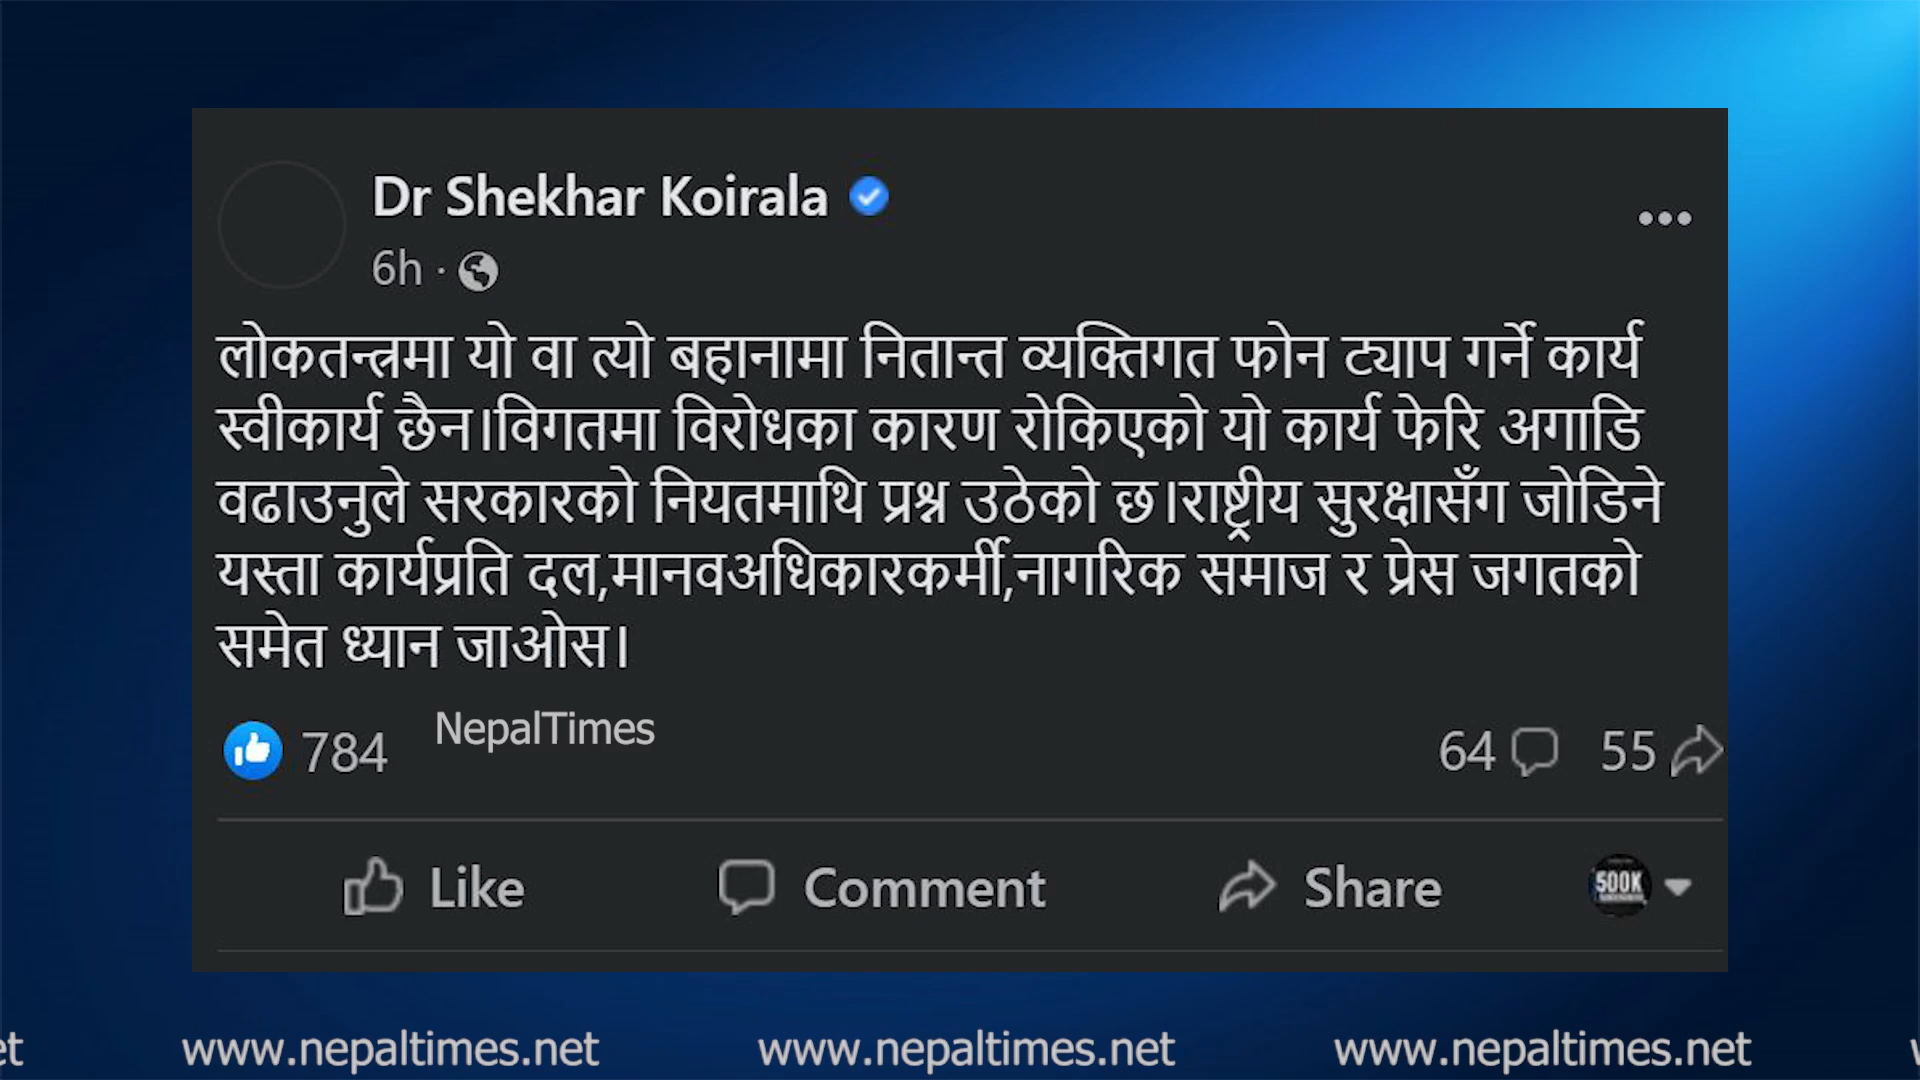 Dr Shekhar Koirala
6h ·
लोकतन्त्रमा यो वा त्यो बहानामा नितान्त व्यक्तिगत फोन ट्याप गर्ने कार्य
स्वीकार्य छैन।विगतमा विरोधका कारण रोकिएको यो कार्य फेरि अगाडि
वढाउनुले सरकारको नियतमाथि प्रश्न उठेको छ।राष्ट्रीय सुरक्षासँग जोडिने
यस्ता कार्यप्रति दल,मानवअधिकारकर्मी,नागरिक समाज र प्रेस जगतको
समेत ध्यान जाओस।
784 NepalTimes 64 55
Like Comment Share 500K
et www.nepaltimes.net www.nepaltimes.net www.nepaltimes.net